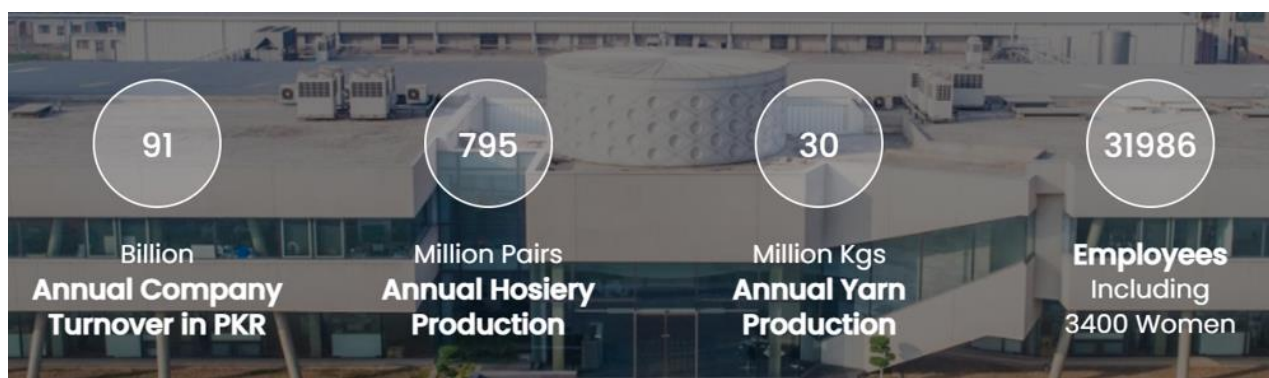 91
Billion
Annual Company
Turnover in PKR
795
Million Pairs
Annual Hosiery
Production
30
Million Kgs
Annual Yarn
Production
31986
Employees
Including
3400 Women